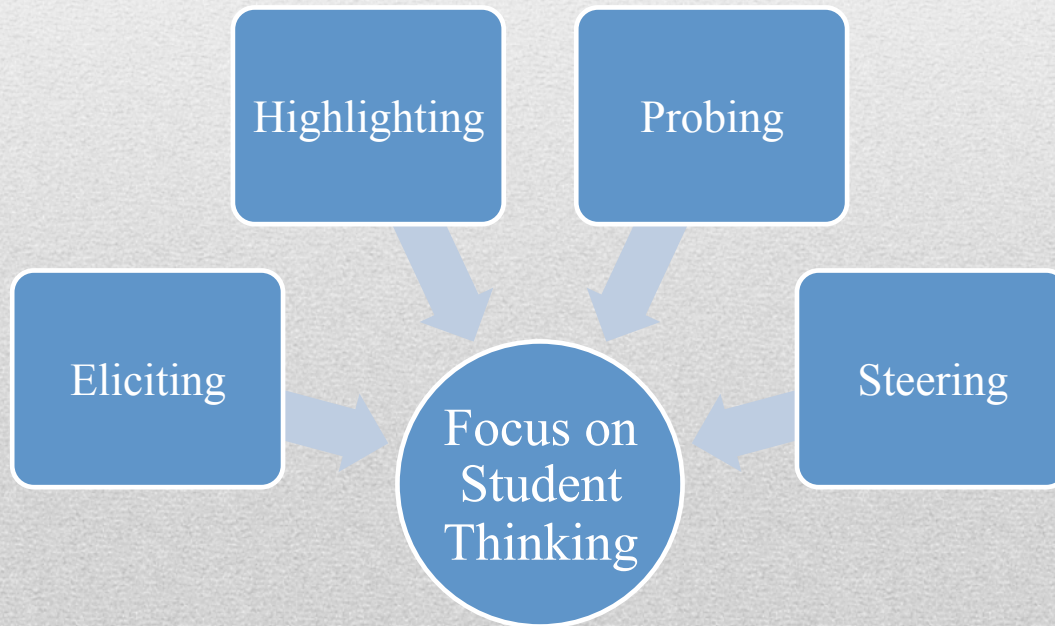 Highlighting
Probing
Eliciting
Steering
Focus on
Student
Thinking